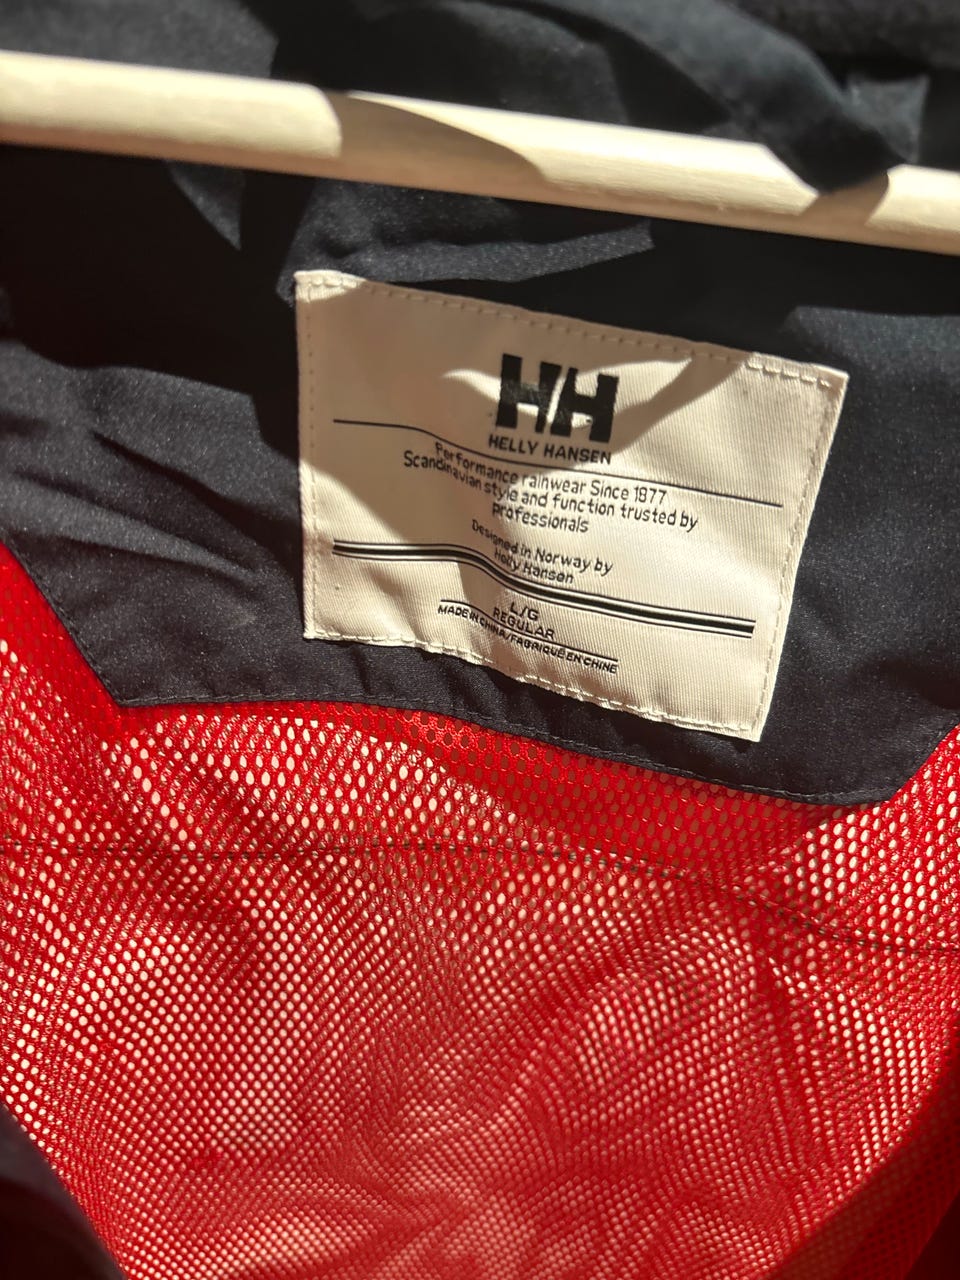 HH
HELLY HANSEN
Performance rainwear Since 1877
Scandinavian style and function trusted by
professionals
Designed in Norway by
Helly Hansen
L/G
REGULAR
MADE IN CHINA/FABRIQUÉ EN CHINE